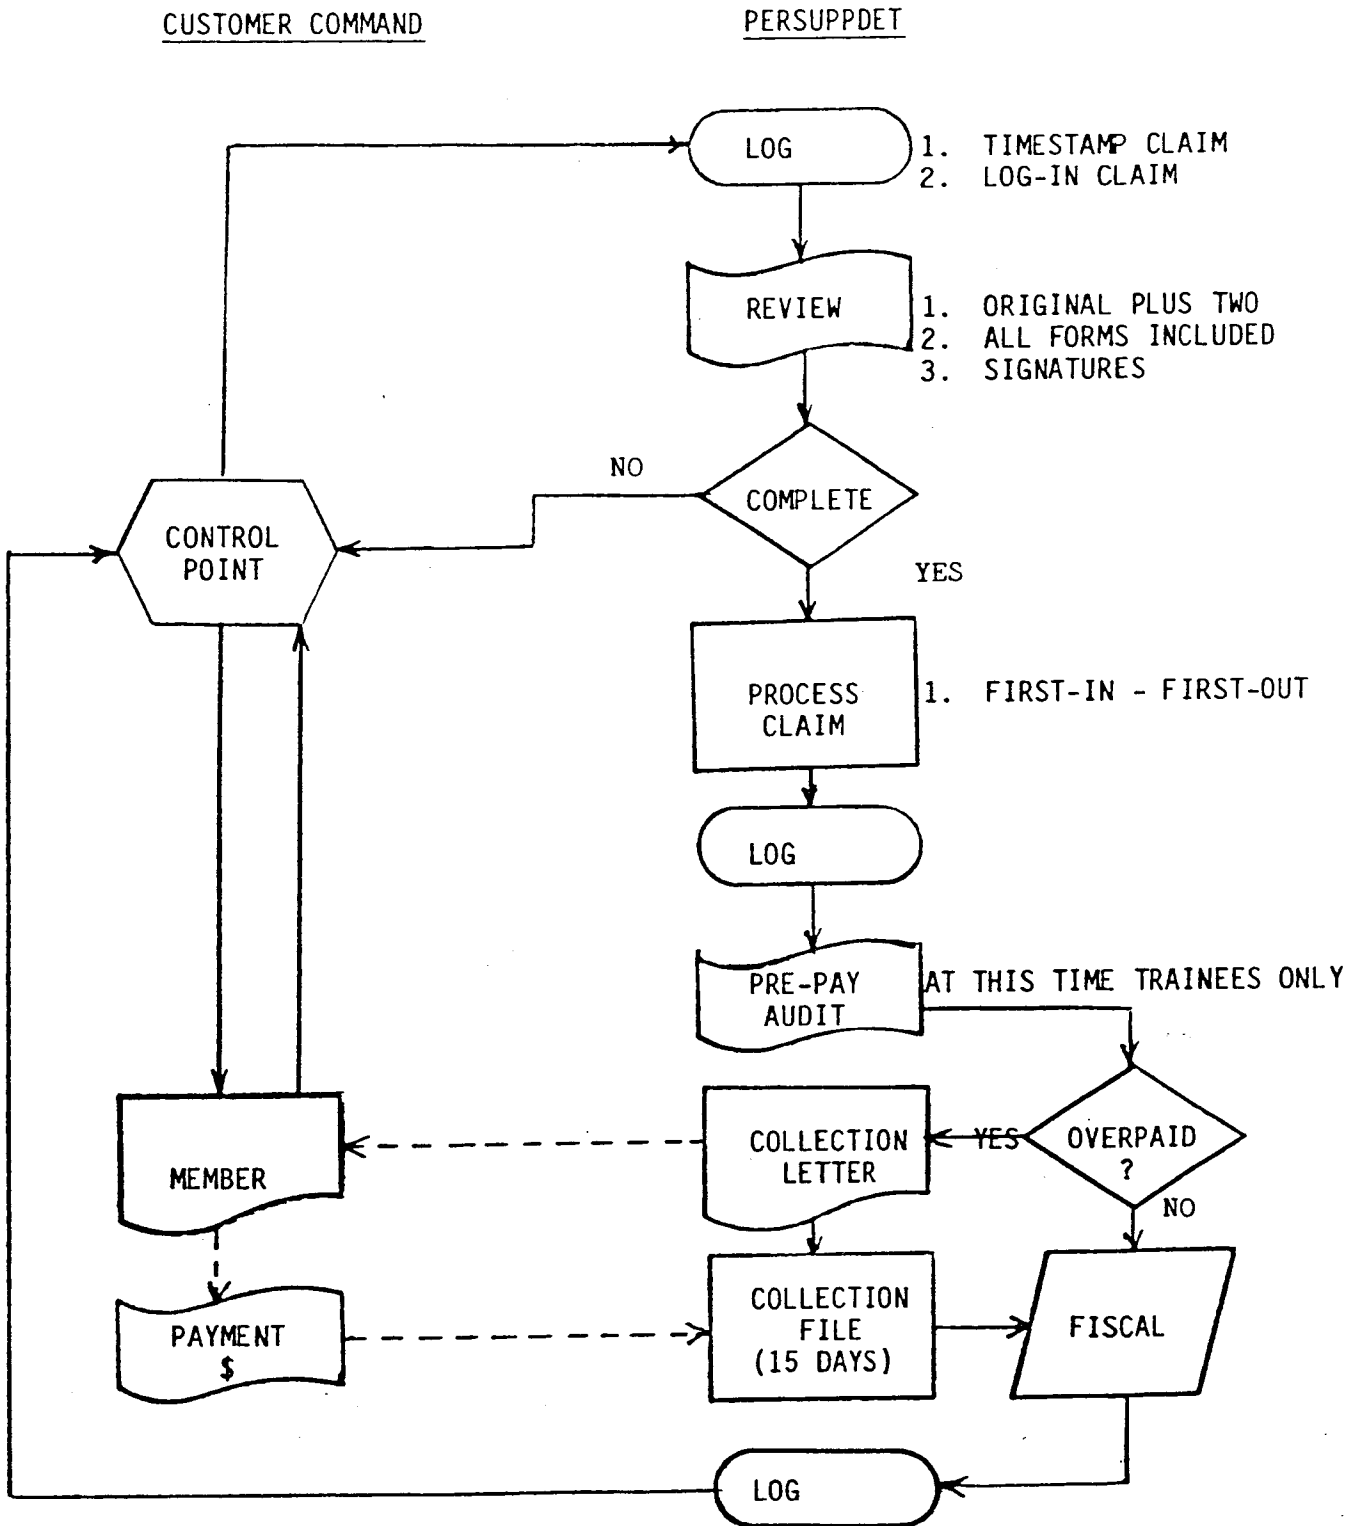 CUSTOMER COMMAND
PERSUPPDET
LOG
1. TIMESTAMP CLAIM
2. LOG-IN CLAIM
REVIEW
1. ORIGINAL PLUS TWO
2. ALL FORMS INCLUDED
3. SIGNATURES
NO
COMPLETE
CONTROL
POINT
YES
PROCESS
CLAIM
1. FIRST-IN - FIRST-OUT
LOG
PRE-PAY
AUDIT
AT THIS TIME TRAINEES ONLY
MEMBER
COLLECTION
LETTER
YES
OVERPAID
?
NO
PAYMENT
$
COLLECTION
FILE
(15 DAYS)
FISCAL
LOG